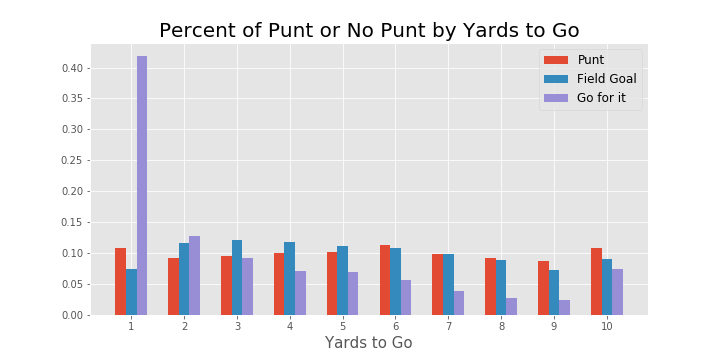 Percent of Punt or No Punt by Yards to Go
Punt
Field Goal
Go for it
0.40
0.35
0.30
0.25
0.20
0.15
0.10
0.05
0.00
1 2 3 4 5 6 7 8 9 10
Yards to Go